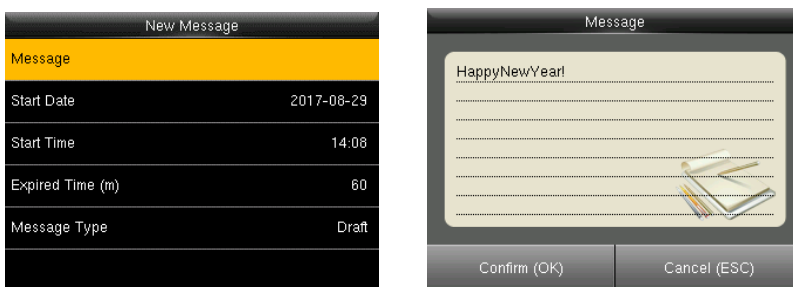 New Message
Message
Start Date 2017-08-29
Start Time 14:08
Expired Time (m) 60
Message Type Draft
Message
HappyNewYear!
Confirm (OK) Cancel (ESC)